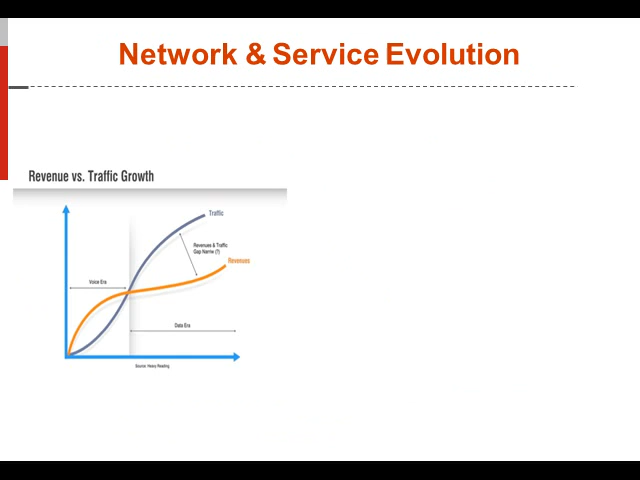 Network & Service Evolution
Revenue vs. Traffic Growth
Traffic
Revenues & Traffic
Gap Name (?)
Revenues
Voice Era
Data Era
Source: Heavy Reading